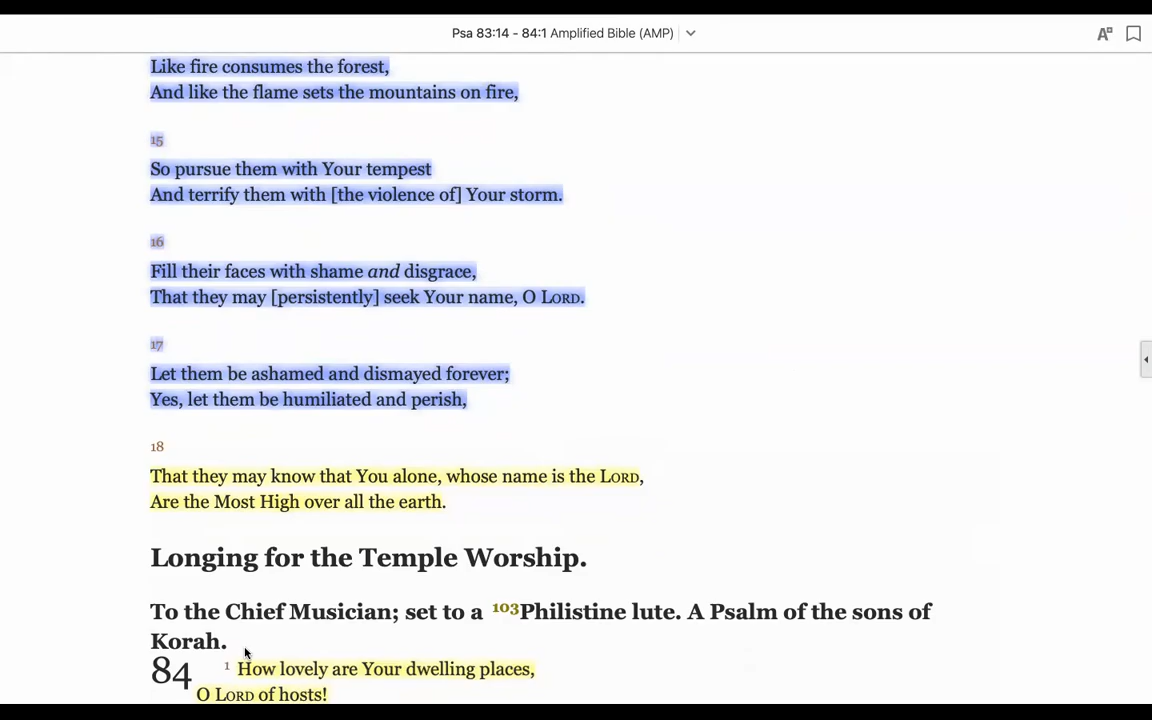 Psa 83:14 - 84:1 Amplified Bible (AMP)
Like fire consumes the forest,
And like the flame sets the mountains on fire,
15
So pursue them with Your tempest
And terrify them with [the violence of] Your storm.
16
Fill their faces with shame and disgrace,
That they may [persistently] seek Your name, O LORD.
17
Let them be ashamed and dismayed forever;
Yes, let them be humiliated and perish,
18
That they may know that You alone, whose name is the LORD,
Are the Most High over all the earth.
Longing for the Temple Worship.
To the Chief Musician; set to a 103Philistine lute. A Psalm of the sons of
Korah.
84 1 How lovely are Your dwelling places,
O LORD of hosts!